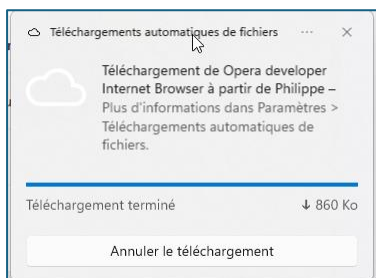 Téléchargements automatiques de fichiers
Téléchargement de Opera developer
Internet Browser à partir de Philippe –
Plus d'informations dans Paramètres >
Téléchargements automatiques de
fichiers.
Téléchargement terminé ↓ 860 Ko
Annuler le téléchargement